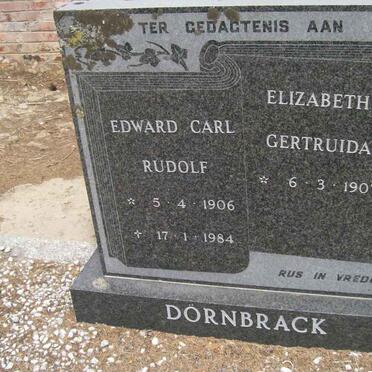 TER GEDAGTENIS AAN
EDWARD CARL
RUDOLF
* 5·4·1906
* 17·1·1984
ELIZABETH
GERTRUIDA
* 6·3·190
RUS IN VREDE
DÖRNBRACK